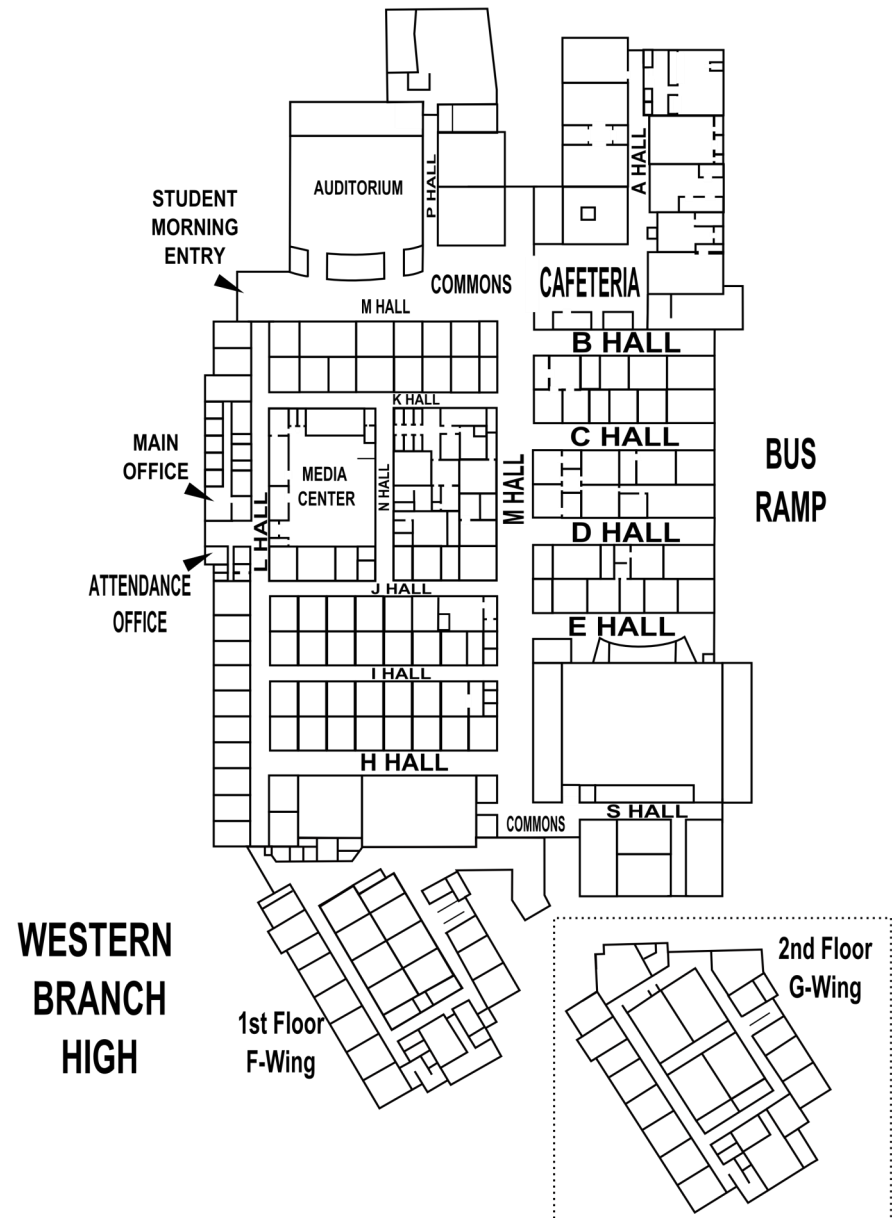 AUDITORIUM
P HALL
A HALL
STUDENT
MORNING
ENTRY
COMMONS
CAFETERIA
M HALL
B HALL
K HALL
C HALL
MAIN
OFFICE
MEDIA
CENTER
N HALL
M HALL
L HALL
BUS
RAMP
D HALL
ATTENDANCE
OFFICE
J HALL
E HALL
I HALL
H HALL
S HALL
COMMONS
WESTERN
BRANCH
HIGH
1st Floor
F-Wing
2nd Floor
G-Wing